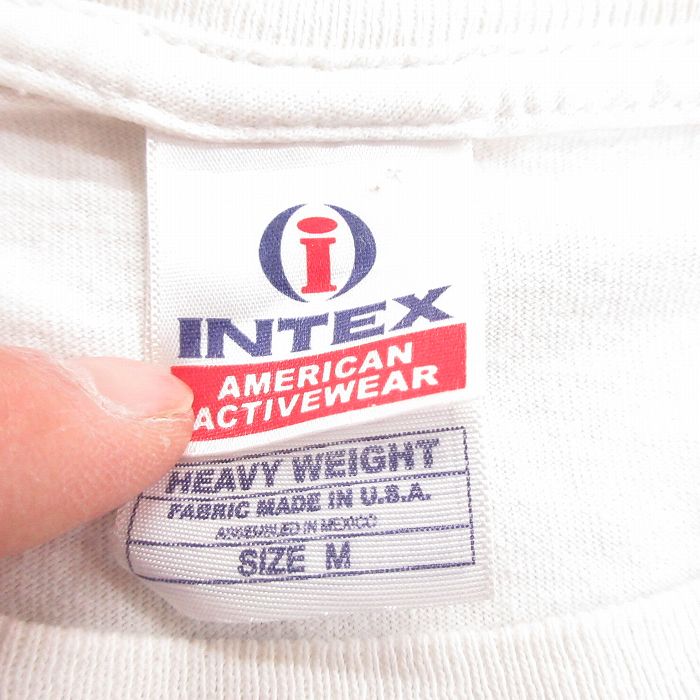 i
INTEX
AMERICAN
ACTIVEWEAR
HEAVY WEIGHT
FABRIC MADE IN U.S.A.
ASSEMBLED IN MEXICO
SIZE M